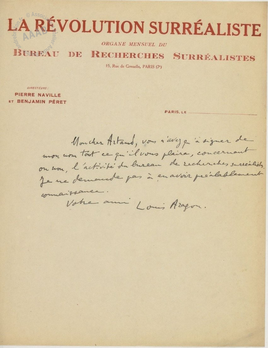 LA RÉVOLUTION SURRÉALISTE
ORGANE MENSUEL DU
BUREAU DE RECHERCHES SURRÉALISTES
15, Rue de Grenelle, PARIS (7e)
DIRECTEURS :
PIERRE NAVILLE
ET BENJAMIN PÉRET
PARIS, LE
Mon cher Artaud, vous n'avez qu'à signer de
mon nom tout ce qu'il vous plaira, concernant
ou non, l'activité du bureau de recherches surréalistes
Je ne demande pas à en avoir préalablement
connaissance.
Votre ami Louis Aragon